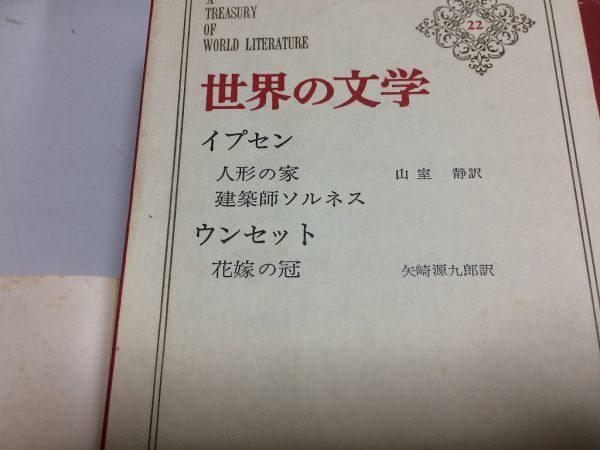 A
TREASURY
OF
WORLD LITERATURE
22
世界の文学
イプセン
人形の家 山室 静訳
建築師ソルネス
ウンセット
花嫁の冠 矢崎源九郎訳